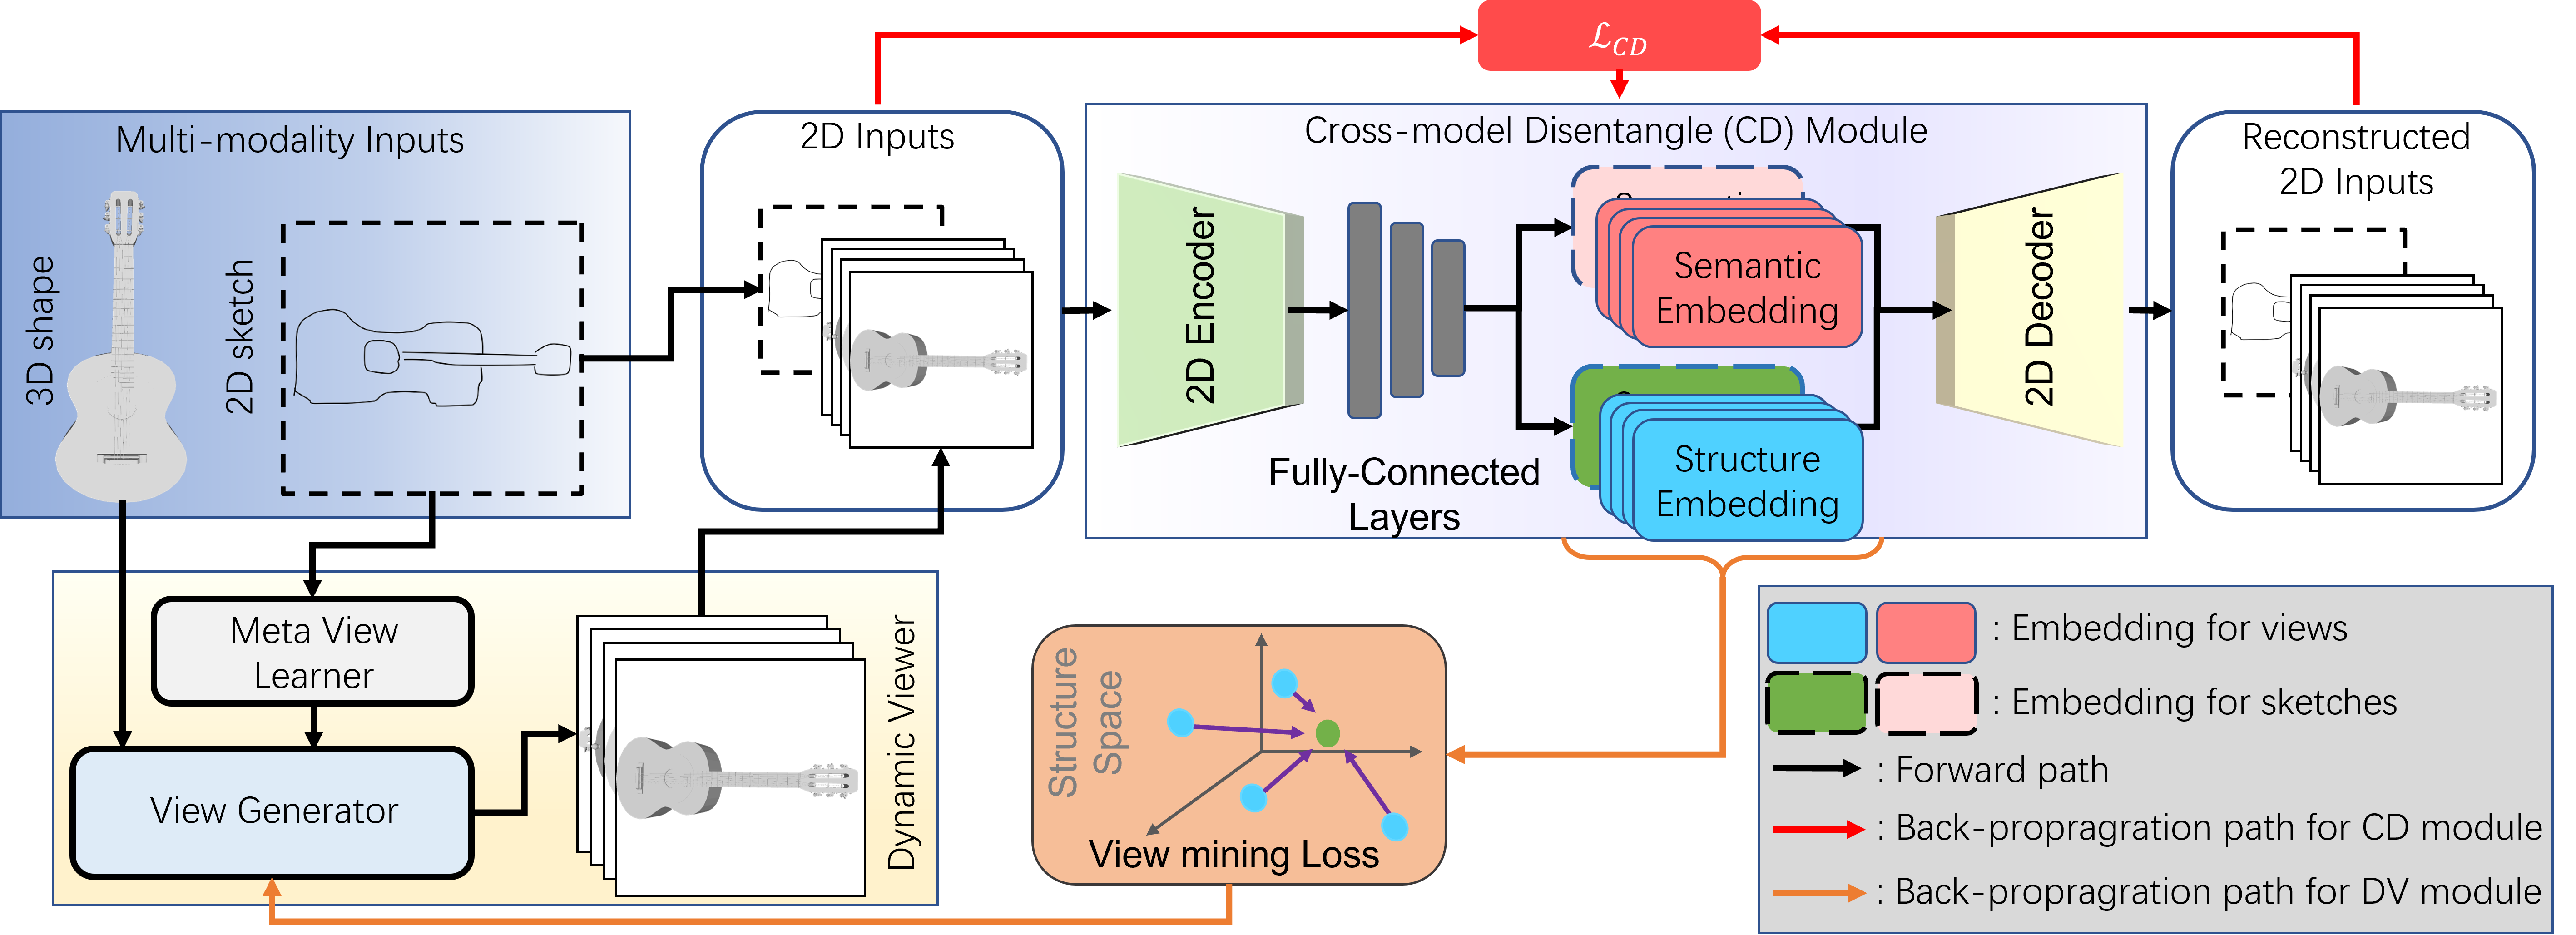 ℒCD
Multi-modality Inputs
3D shape
2D sketch
2D Inputs
Cross-model Disentangle (CD) Module
2D Encoder
Fully-Connected
Layers
Semantic
Embedding
Structure
Embedding
2D Decoder
Reconstructed
2D Inputs
Meta View
Learner
View Generator
Dynamic Viewer
Structure
Space
View mining Loss
: Embedding for views
: Embedding for sketches
: Forward path
: Back-propragration path for CD module
: Back-propragration path for DV module